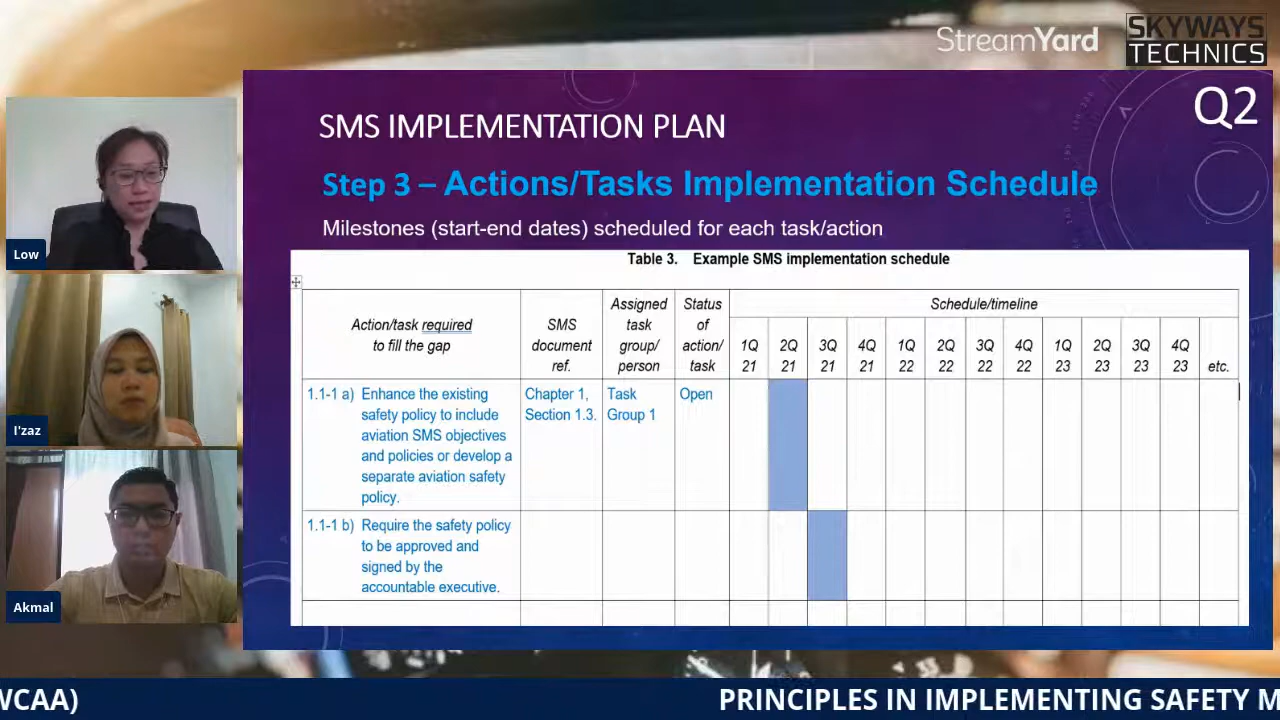 StreamYard
SKYWAYS
TECHNICS
Q2
SMS IMPLEMENTATION PLAN
Step 3 – Actions/Tasks Implementation Schedule
Milestones (start-end dates) scheduled for each task/action
Table 3. Example SMS implementation schedule
Action/task required
to fill the gap
SMS
document
ref.
Assigned
task
group/
person
Status
of
action/
task
Schedule/timeline
1Q
21
2Q
21
3Q
21
4Q
21
1Q
22
2Q
22
3Q
22
4Q
22
1Q
23
2Q
23
3Q
23
4Q
23
etc.
1.1-1 a) Enhance the existing
safety policy to include
aviation SMS objectives
and policies or develop a
separate aviation safety
policy.
Chapter 1,
Section 1.3.
Task
Group 1
Open
1.1-1 b) Require the safety policy
to be approved and
signed by the
accountable executive.
Low
I'zaz
Akmal
WCAA)
PRINCIPLES IN IMPLEMENTING SAFETY M